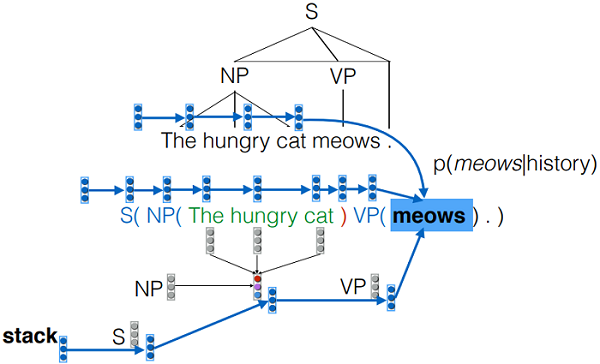 S
NP VP
The hungry cat meows .
p(meows|history)
S( NP( The hungry cat ) VP( meows ) . )
NP VP
stack S